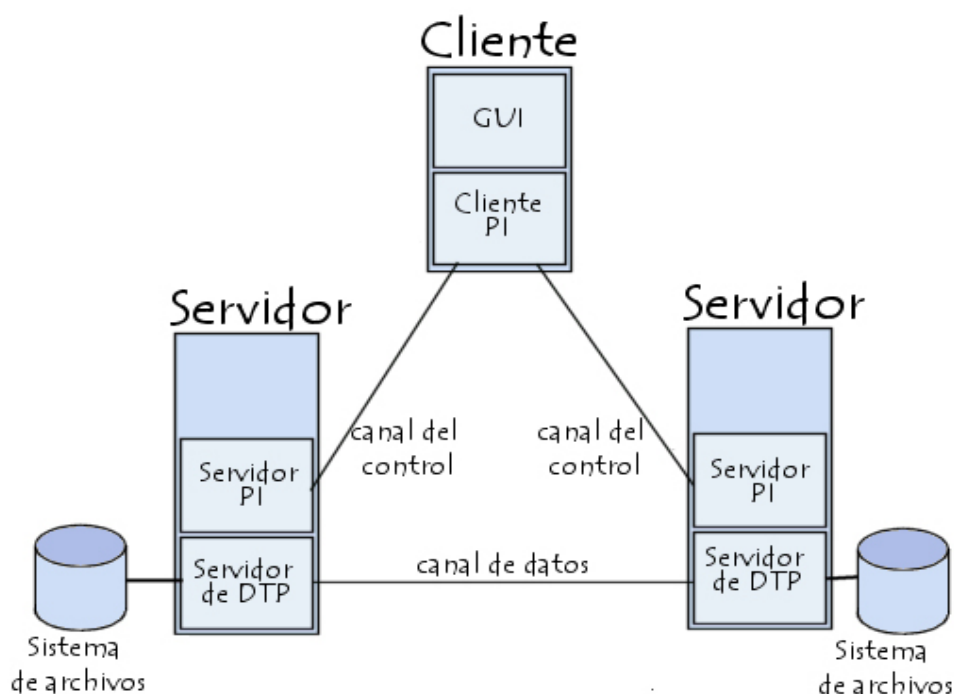 Cliente
GUI
Cliente
PI
Servidor
Servidor
canal del
control
canal del
control
Servidor
PI
Servidor
PI
Servidor
de DTP
canal de datos
Servidor
de DTP
Sistema
de archivos
Sistema
de archivos